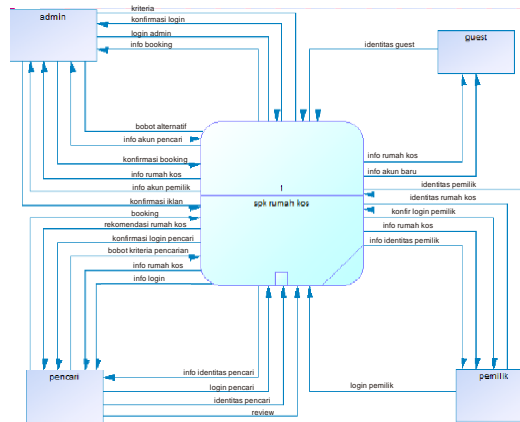 kriteria
admin
konfirmasi login
login admin
info booking
guest
identitas guest
bobot alternatif
info akun pencari
konfirmasi booking
info rumah kos
info akun pemilik
konfirmasi iklan
booking
rekomendasi rumah kos
konfirmasi login pencari
bobot kriteria pencarian
info rumah kos
info login
1
spk rumah kos
info rumah kos
info akun baru
identitas pemilik
identitas rumah kos
konfir login pemilik
info rumah kos
info identitas pemilik
pencari
info identitas pencari
login pencari
identitas pencari
review
login pemilik
pemilik